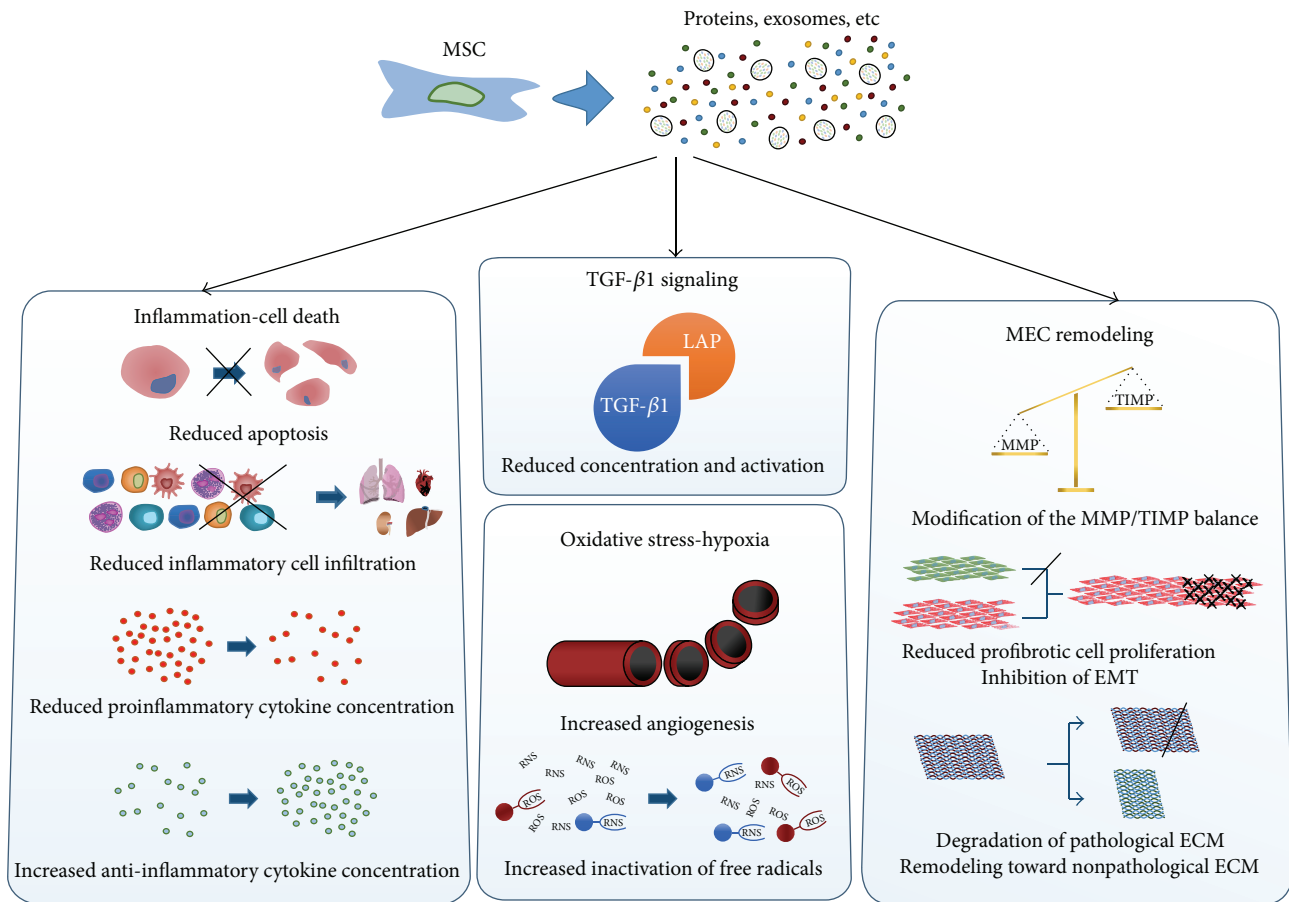 MSC
Proteins, exosomes, etc
Inflammation-cell death
Reduced apoptosis
Reduced inflammatory cell infiltration
Reduced proinflammatory cytokine concentration
Increased anti-inflammatory cytokine concentration
TGF-β1 signaling
LAP
TGF-β1
Reduced concentration and activation
Oxidative stress-hypoxia
Increased angiogenesis
RNS
RNS
RNS
RNS
RNS
ROS
ROS
ROS
ROS
ROS
RNS
RNS
RNS
ROS
RNS
RNS
ROS
ROS
RNS
ROS
Increased inactivation of free radicals
MEC remodeling
TIMP
MMP
Modification of the MMP/TIMP balance
Reduced profibrotic cell proliferation
Inhibition of EMT
Degradation of pathological ECM
Remodeling toward nonpathological ECM